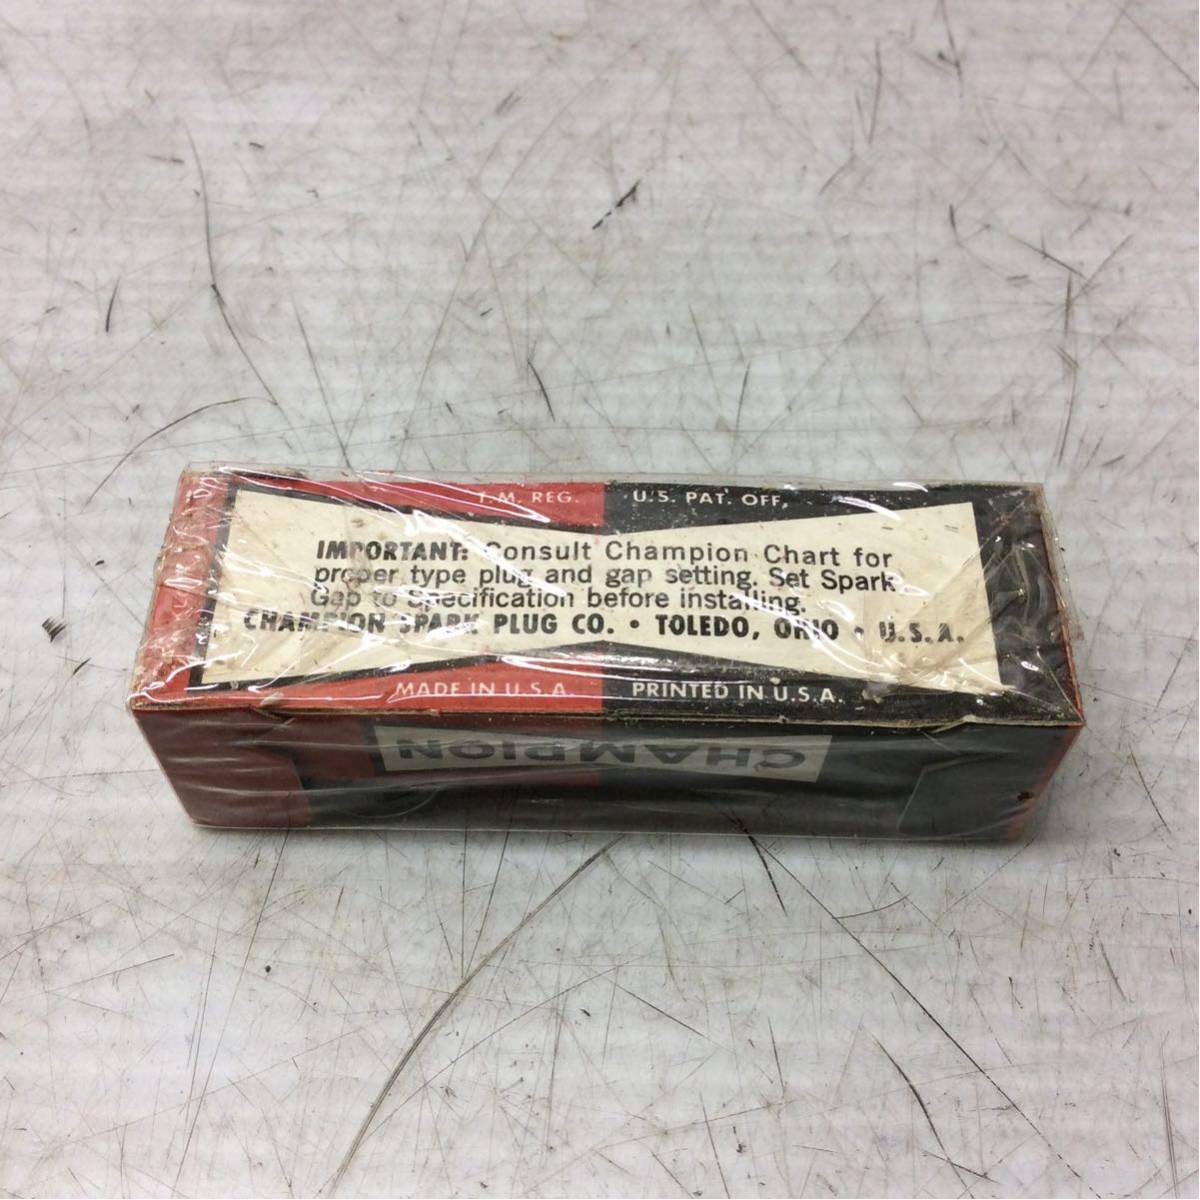 T.M. REG. U.S. PAT. OFF,
IMPORTANT: Consult Champion Chart for
proper type plug and gap setting. Set Spark
Gap to Specification before installing.
CHAMPION SPARK PLUG CO. • TOLEDO, OHIO • U.S.A.
MADE IN U.S.A. PRINTED IN U.S.A.
CHAMPION